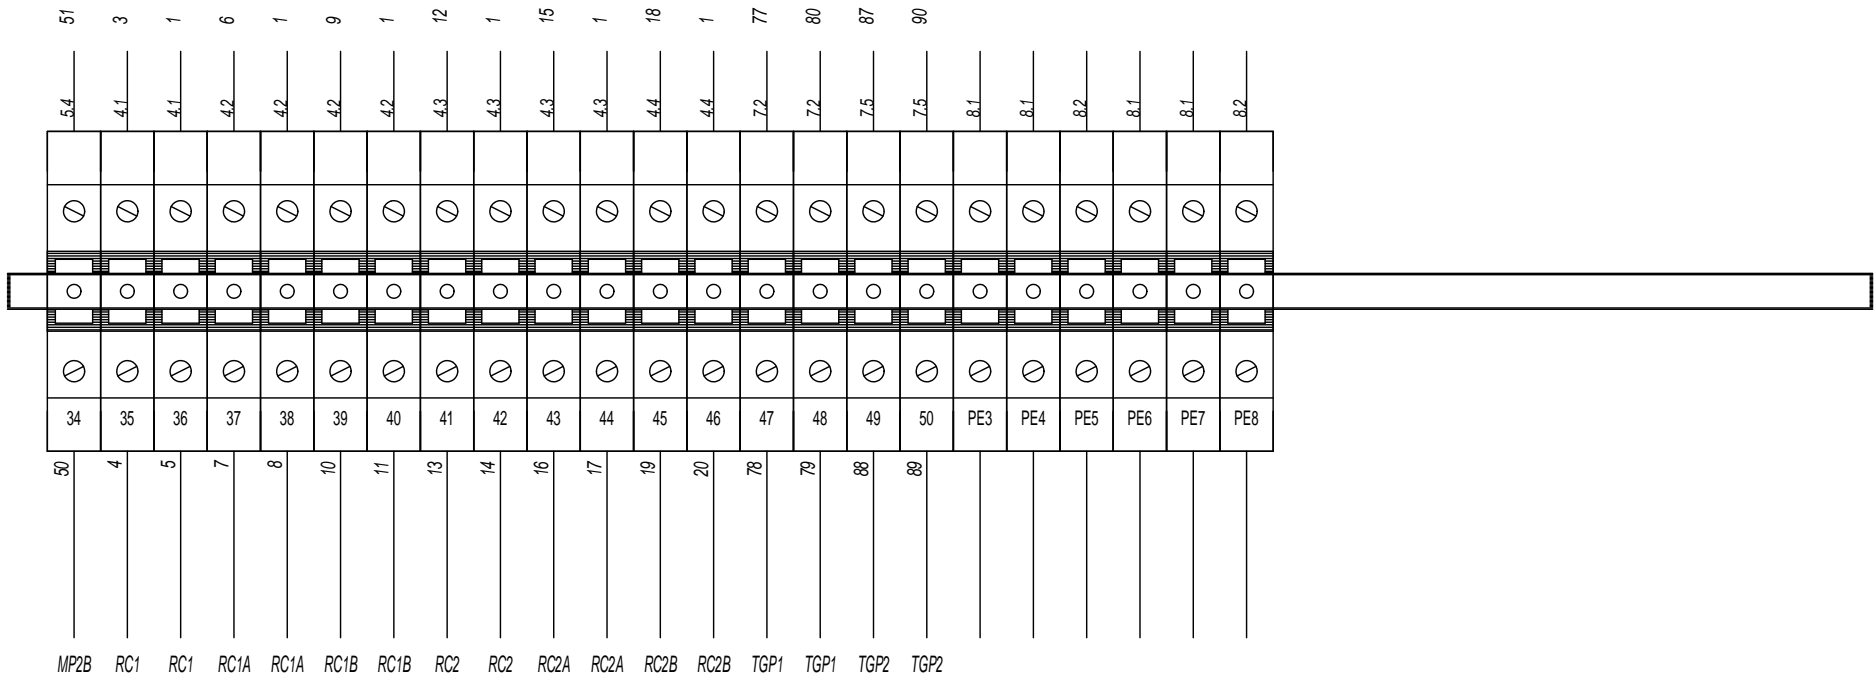 51 3 1 6 1 9 1 12 1 15 1 18 1 77 80 87 90
5.4 4.1 4.1 4.2 4.2 4.2 4.2 4.3 4.3 4.3 4.3 4.4 4.4 7.2 7.2 7.5 7.5 8.1 8.1 8.2 8.1 8.1 8.2
34 35 36 37 38 39 40 41 42 43 44 45 46 47 48 49 50 PE3 PE4 PE5 PE6 PE7 PE8
50 4 5 7 8 10 11 13 14 16 17 19 20 78 79 88 89
MP2B RC1 RC1 RC1A RC1A RC1B RC1B RC2 RC2 RC2A RC2A RC2B RC2B TGP1 TGP1 TGP2 TGP2